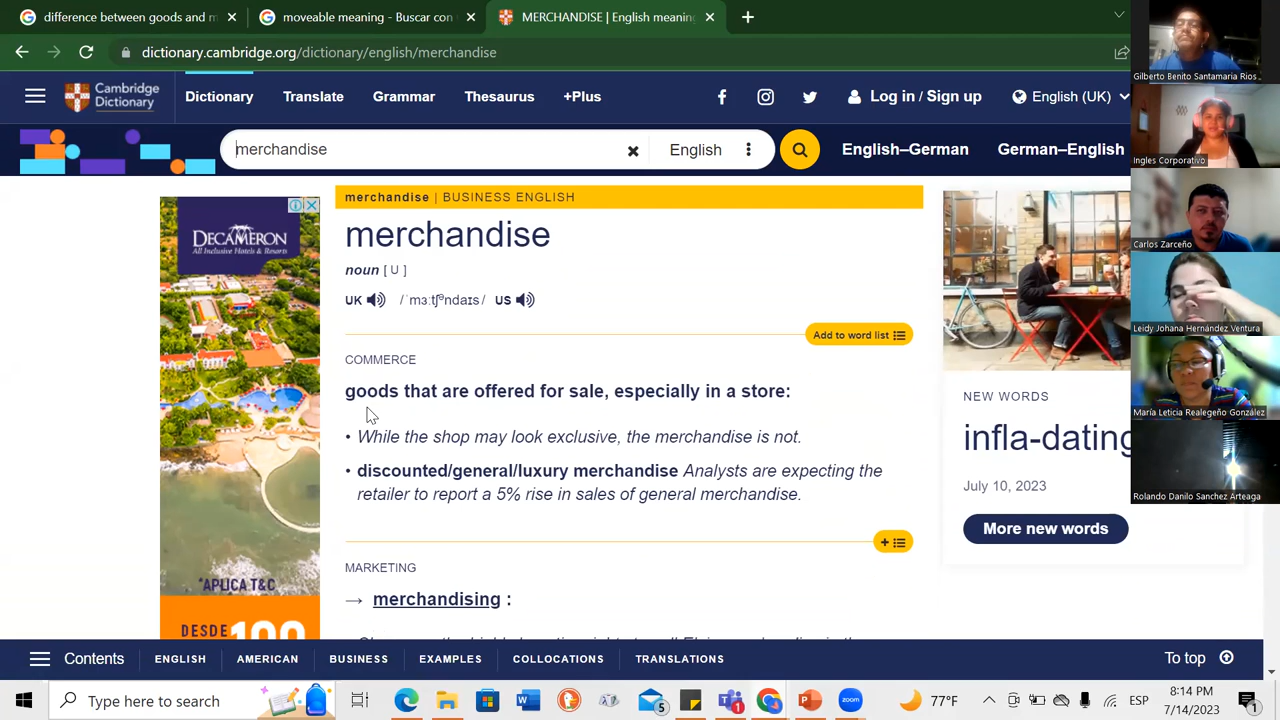 difference between goods and m
moveable meaning - Buscar con
MERCHANDISE | English meaning
dictionary.cambridge.org/dictionary/english/merchandise
Cambridge
Dictionary
Dictionary
Translate
Grammar
Thesaurus
+Plus
Log in / Sign up
English (UK)
merchandise
English
English–German
German–English
merchandise | BUSINESS ENGLISH
merchandise
noun [ U ]
UK /ˈmɜːtʃəndaɪs/ US
Add to word list
COMMERCE
goods that are offered for sale, especially in a store:
• While the shop may look exclusive, the merchandise is not.
• discounted/general/luxury merchandise Analysts are expecting the
retailer to report a 5% rise in sales of general merchandise.
MARKETING
→ merchandising :
DECAMERON
All Inclusive Hotels & Resorts
*APLICA T&C
DESDE
100
NEW WORDS
infla-dating
July 10, 2023
More new words
Gilberto Benito Santamaria Rios
Ingles Corporativo
Carlos Zarceño
Leidy Johana Hernández Ventura
María Leticia Realegeño González
Rolando Danilo Sanchez Arteaga
Contents
ENGLISH
AMERICAN
BUSINESS
EXAMPLES
COLLOCATIONS
TRANSLATIONS
To top
Type here to search
5
1
77°F
ESP
8:14 PM
7/14/2023
1